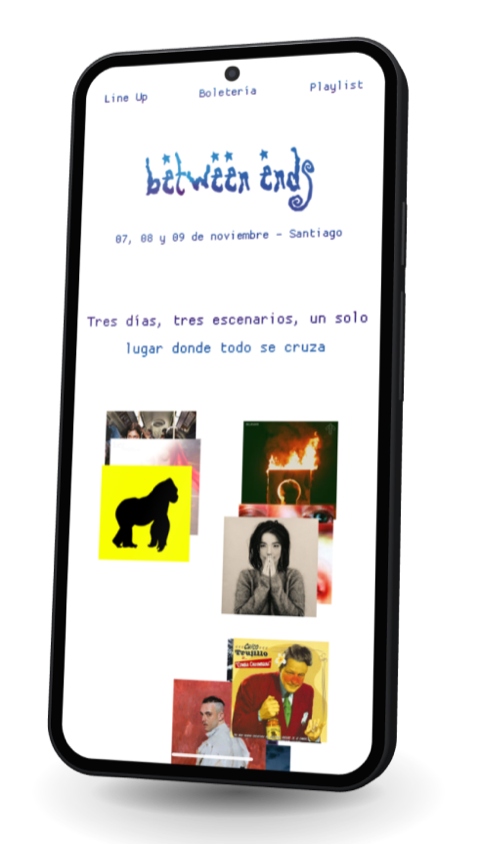 Line Up
Boletería
Playlist
between ends
07, 08 y 09 de noviembre - Santiago
Tres días, tres escenarios, un solo
lugar donde todo se cruza
Trujillo